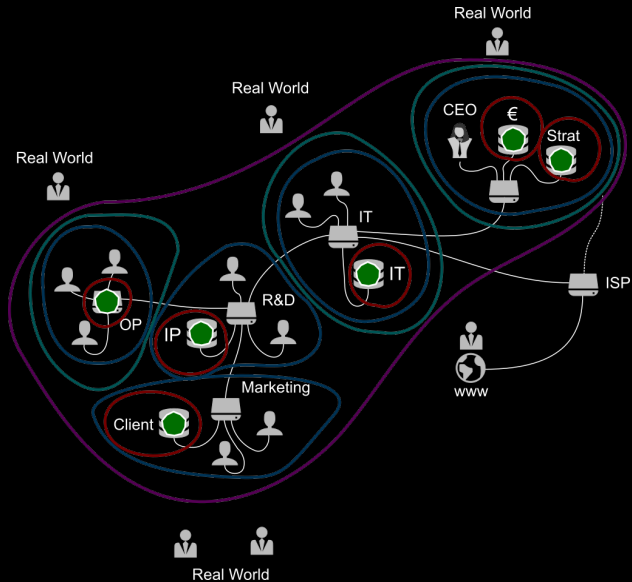 Real World
Real World
Real World
CEO
€
Strat
IT
IT
ISP
R&D
OP
IP
www
Marketing
Client
Real World